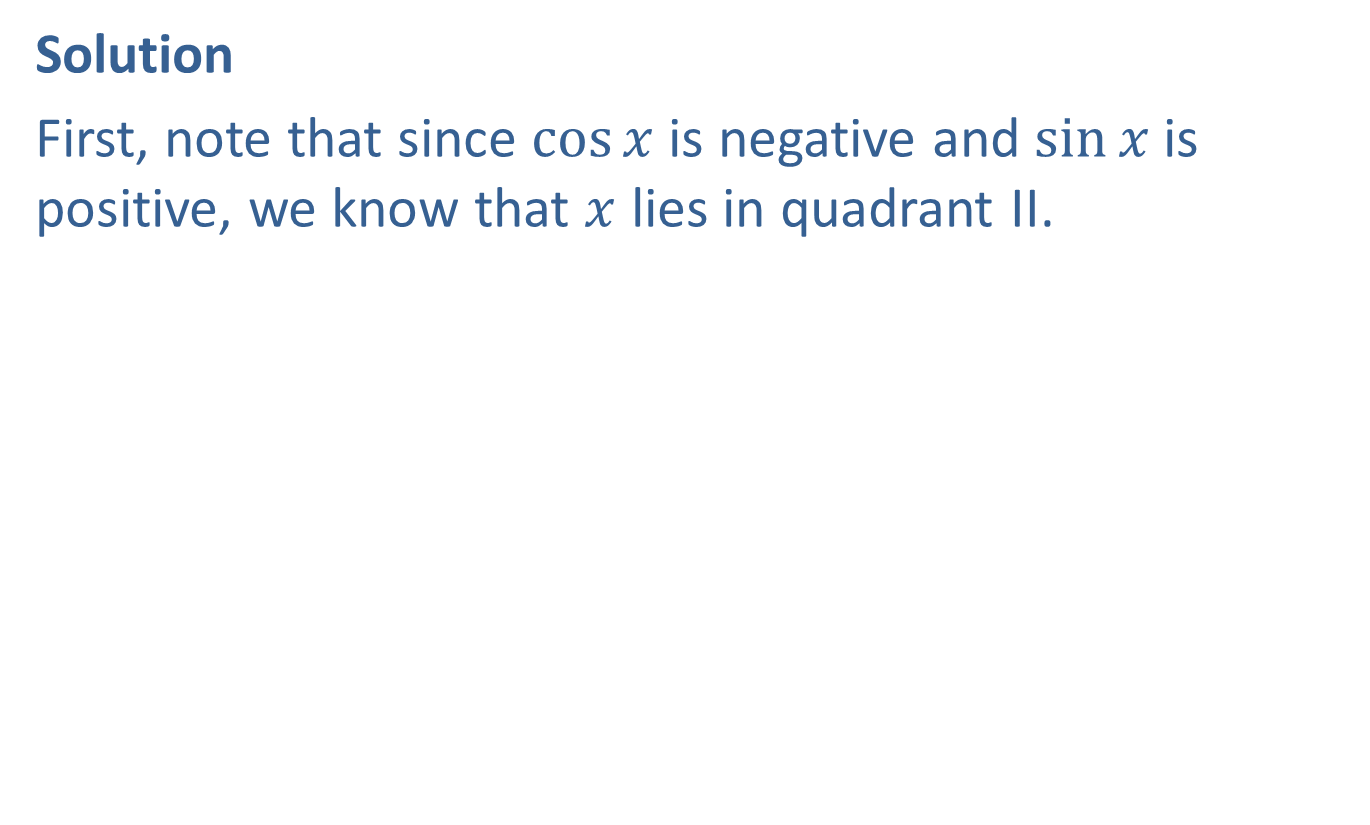 Solution
First, note that since cos 𝑥 is negative and sin 𝑥 is
positive, we know that 𝑥 lies in quadrant II.